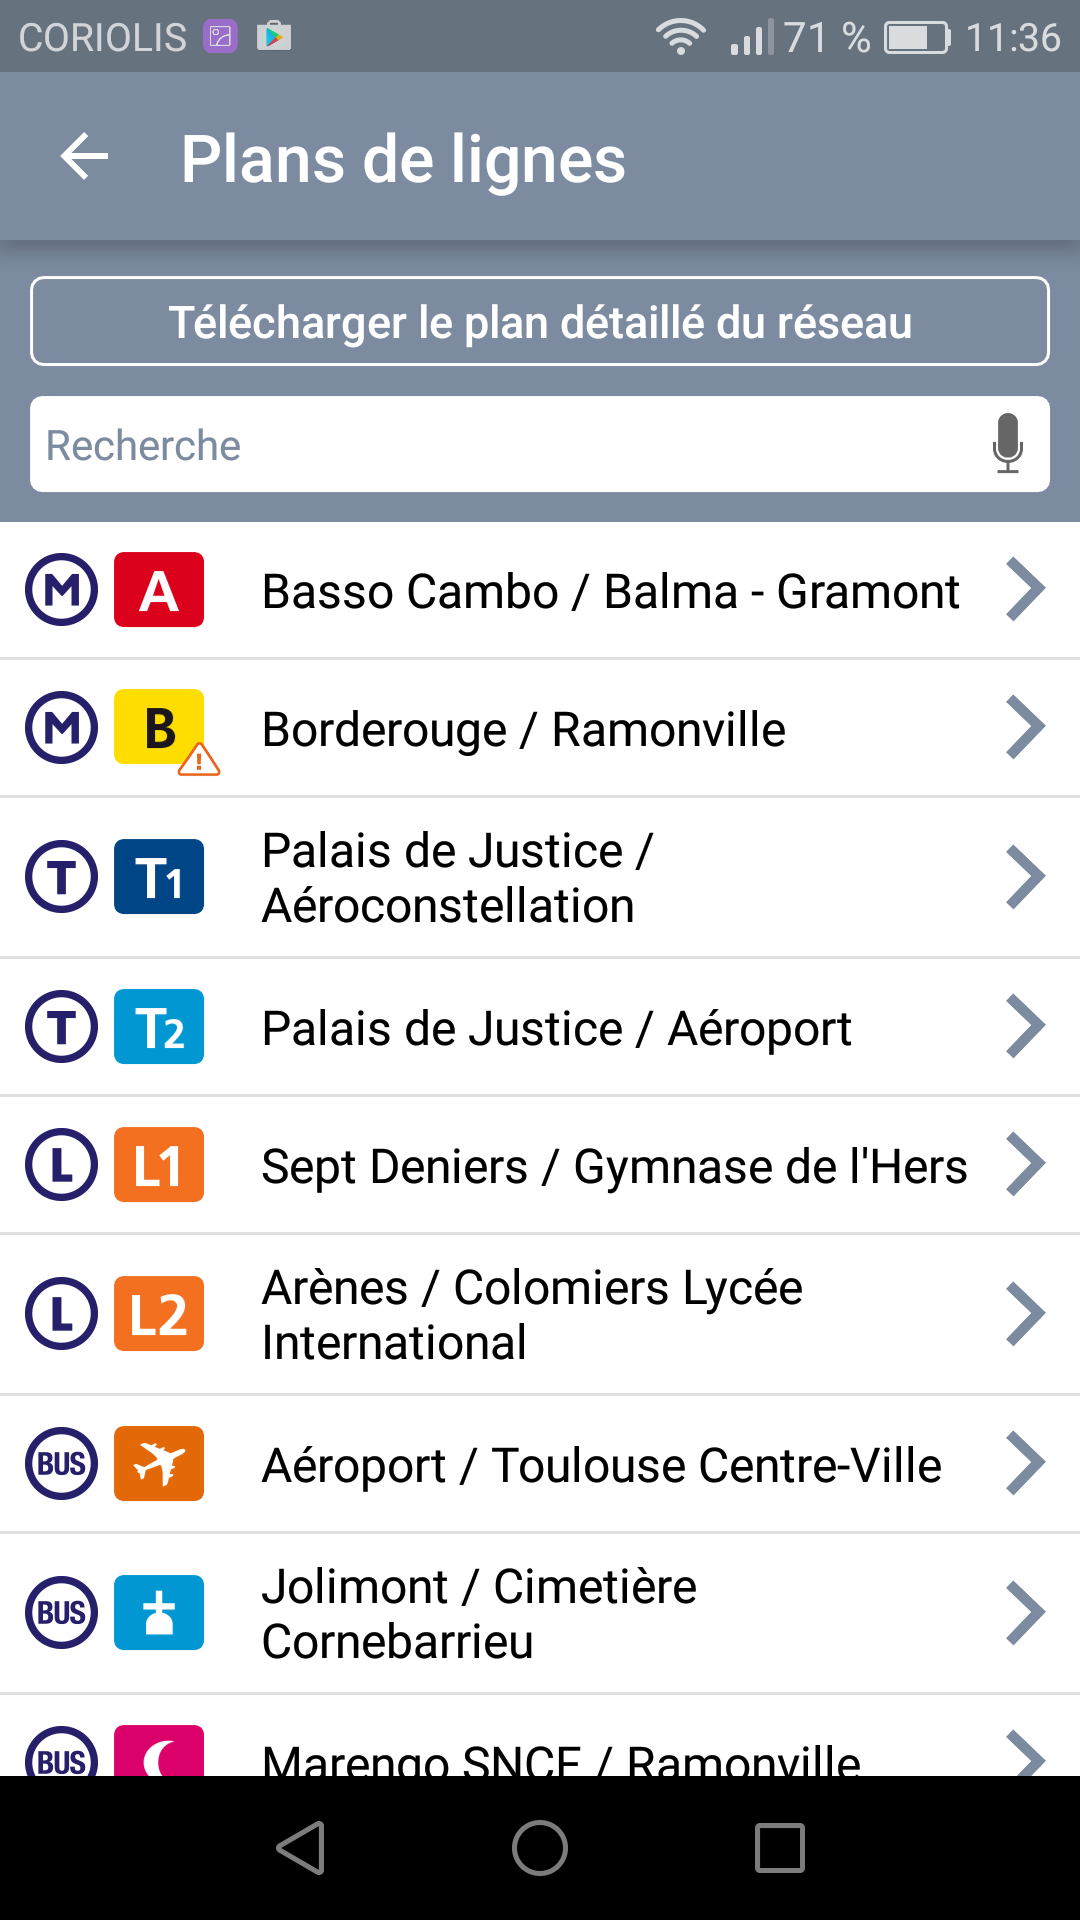 CORIOLIS 71 % 11:36
Plans de lignes
Télécharger le plan détaillé du réseau
Recherche
M A Basso Cambo / Balma - Gramont
M B Borderouge / Ramonville
T T1 Palais de Justice /
Aéroconstellation
T T2 Palais de Justice / Aéroport
L L1 Sept Deniers / Gymnase de l'Hers
L L2 Arènes / Colomiers Lycée
International
BUS Aéroport / Toulouse Centre-Ville
BUS Jolimont / Cimetière
Cornebarrieu
BUS Marengo SNCF / Ramonville